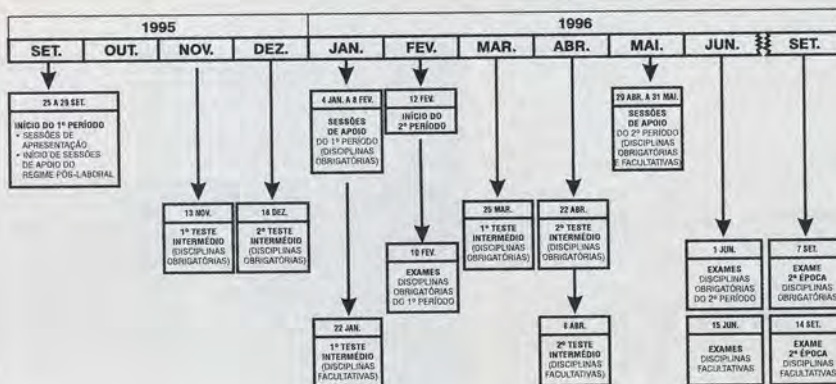 1995
1996
SET.
OUT.
NOV.
DEZ.
JAN.
FEV.
MAR.
ABR.
MAI.
JUN.
SET.
25 A 29 SET.
INÍCIO DO 1º PERÍODO
• SESSÕES DE
APRESENTAÇÃO
• INÍCIO DE SESSÕES
DE APOIO DO
REGIME PÓS-LABORAL
4 JAN. A 8 FEV.
SESSÕES
DE APOIO
DO 1º PERÍODO
(DISCIPLINAS
OBRIGATÓRIAS)
12 FEV.
INÍCIO DO
2º PERÍODO
29 ABR. A 31 MAI.
SESSÕES
DE APOIO
DO 2º PERÍODO
(DISCIPLINAS
OBRIGATÓRIAS
E FACULTATIVAS)
13 NOV.
1º TESTE
INTERMÉDIO
(DISCIPLINAS
OBRIGATÓRIAS)
18 DEZ.
2º TESTE
INTERMÉDIO
(DISCIPLINAS
OBRIGATÓRIAS)
25 MAR.
1º TESTE
INTERMÉDIO
(DISCIPLINAS
OBRIGATÓRIAS)
22 ABR.
2º TESTE
INTERMÉDIO
(DISCIPLINAS
OBRIGATÓRIAS)
10 FEV.
EXAMES
DISCIPLINAS
OBRIGATÓRIAS
DO 1º PERÍODO
1 JUN.
EXAMES
DISCIPLINAS
OBRIGATÓRIAS
DO 2º PERÍODO
7 SET.
EXAME
2ª ÉPOCA
DISCIPLINAS
OBRIGATÓRIAS
22 JAN.
1º TESTE
INTERMÉDIO
(DISCIPLINAS
FACULTATIVAS)
ABR.
2º TESTE
INTERMÉDIO
(DISCIPLINAS
FACULTATIVAS)
15 JUN.
EXAMES
DISCIPLINAS
FACULTATIVAS
14 SET.
EXAME
2ª ÉPOCA
DISCIPLINAS
FACULTATIVAS